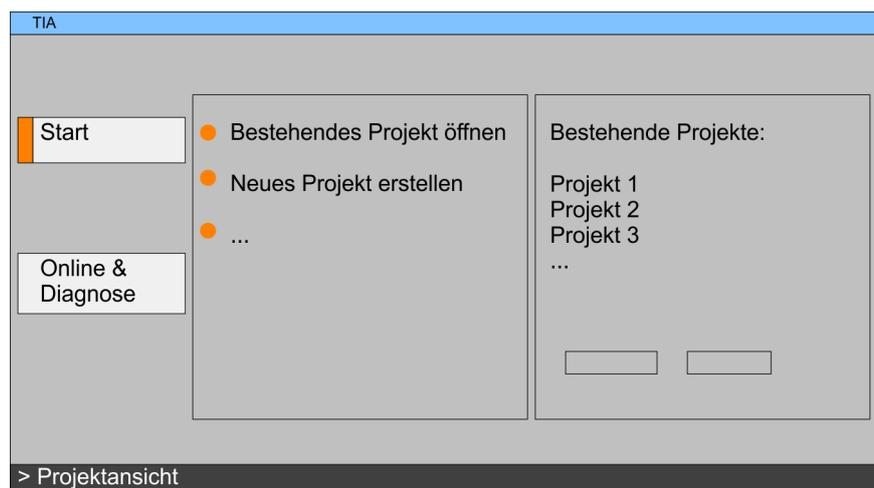 TIA
Start
Online &
Diagnose
Bestehendes Projekt öffnen
Neues Projekt erstellen
...
Bestehende Projekte:
Projekt 1
Projekt 2
Projekt 3
...
> Projektansicht